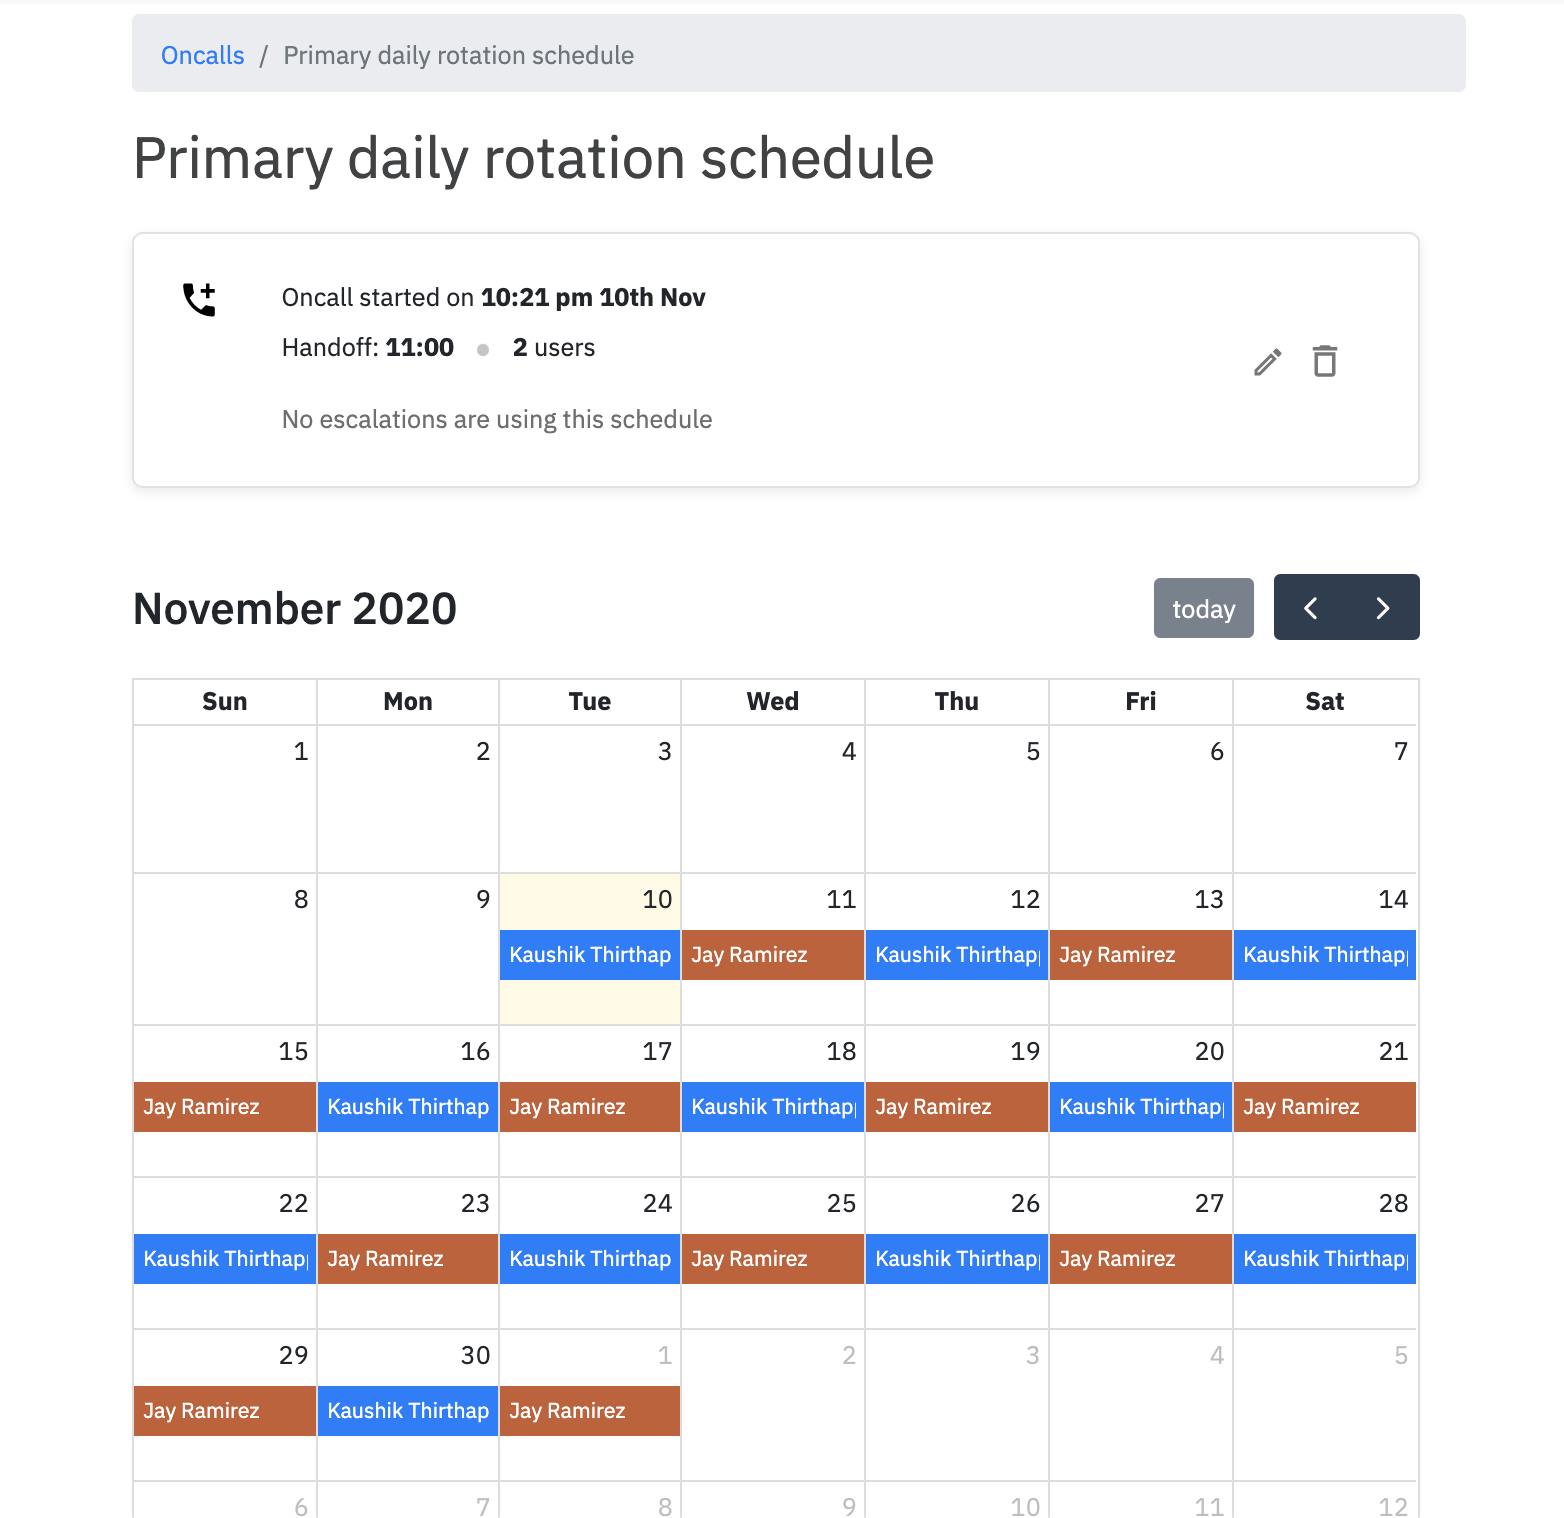 Oncalls / Primary daily rotation schedule
Primary daily rotation schedule
Oncall started on 10:21 pm 10th Nov
Handoff: 11:00 2 users
No escalations are using this schedule
November 2020
today
Sun Mon Tue Wed Thu Fri Sat
1 2 3 4 5 6 7
8 9 10 11 12 13 14
Kaushik Thirthap Jay Ramirez Kaushik Thirthap Jay Ramirez Kaushik Thirthap
15 16 17 18 19 20 21
Jay Ramirez Kaushik Thirthap Jay Ramirez Kaushik Thirthap Jay Ramirez Kaushik Thirthap Jay Ramirez
22 23 24 25 26 27 28
Kaushik Thirthap Jay Ramirez Kaushik Thirthap Jay Ramirez Kaushik Thirthap Jay Ramirez Kaushik Thirthap
29 30 1 2 3 4 5
Jay Ramirez Kaushik Thirthap Jay Ramirez
6 7 8 9 10 11 12